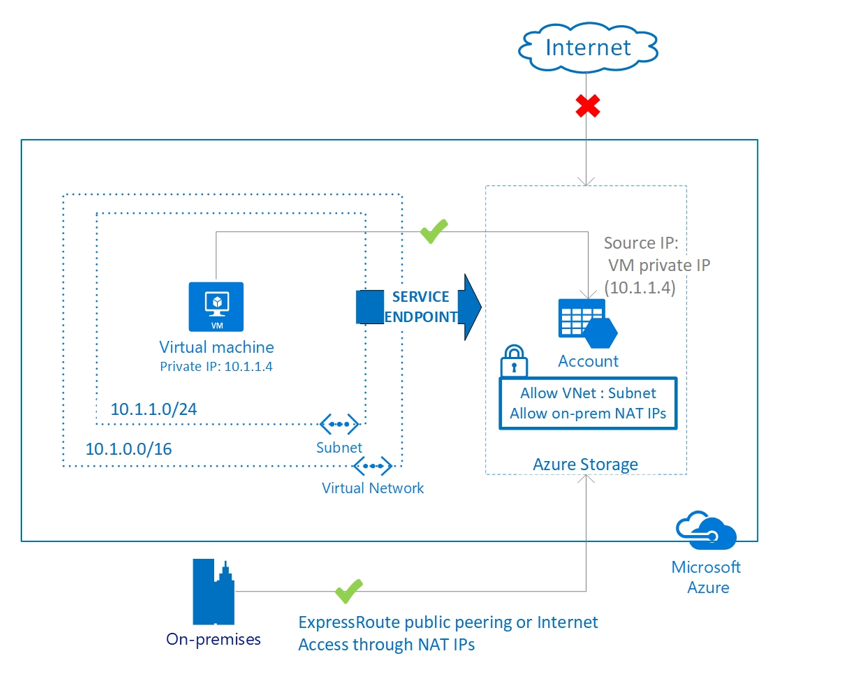 Internet
Source IP:
VM private IP
(10.1.1.4)
SERVICE
ENDPOINT
VM
Virtual machine
Private IP: 10.1.1.4
Account
Allow VNet : Subnet
Allow on-prem NAT IPs
10.1.1.0/24
Subnet
10.1.0.0/16
Azure Storage
Virtual Network
Microsoft
Azure
On-premises
ExpressRoute public peering or Internet
Access through NAT IPs